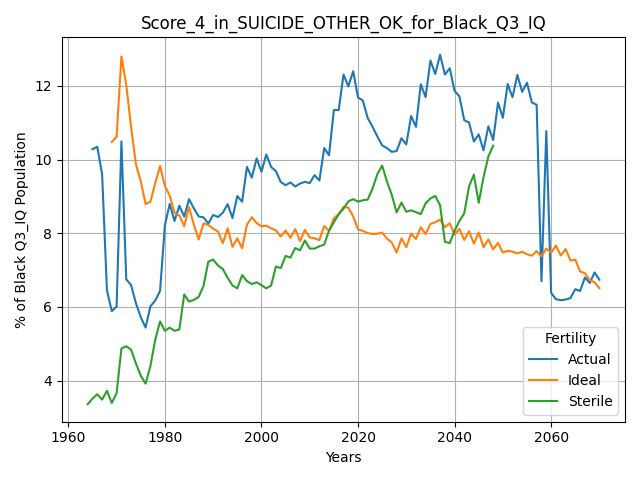 Score_4_in_SUICIDE_OTHER_OK_for_Black_Q3_IQ
% of Black Q3_IQ Population
12
10
8
6
4
1960
1980
2000
2020
2040
2060
Years
Fertility
Actual
Ideal
Sterile